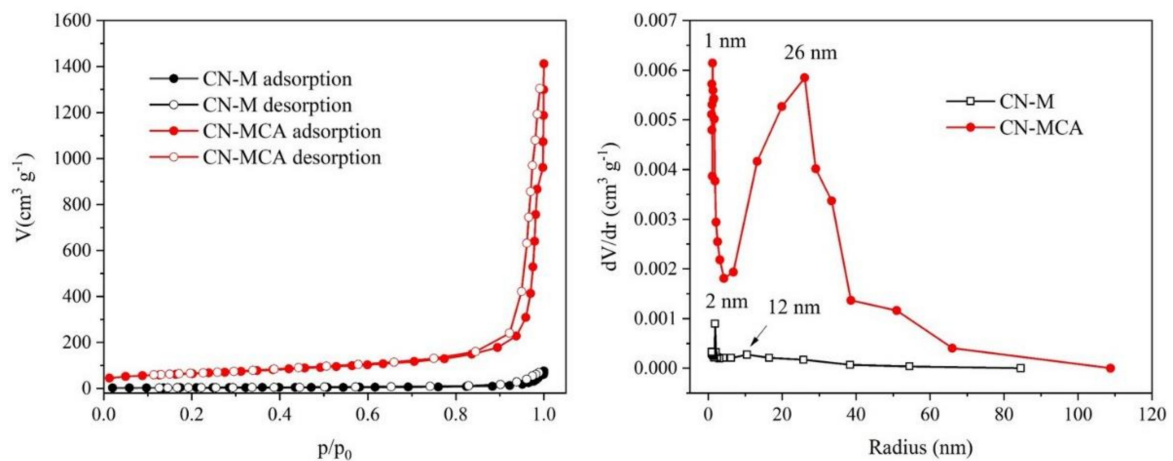 1600
1400
1200
1000
800
600
400
200
0
V(cm³ g⁻¹)
CN-M adsorption
CN-M desorption
CN-MCA adsorption
CN-MCA desorption
0.0 0.2 0.4 0.6 0.8 1.0
p/p₀
0.007
0.006
0.005
0.004
0.003
0.002
0.001
0.000
dV/dr (cm³ g⁻¹)
1 nm
26 nm
CN-M
CN-MCA
2 nm
12 nm
0 20 40 60 80 100 120
Radius (nm)